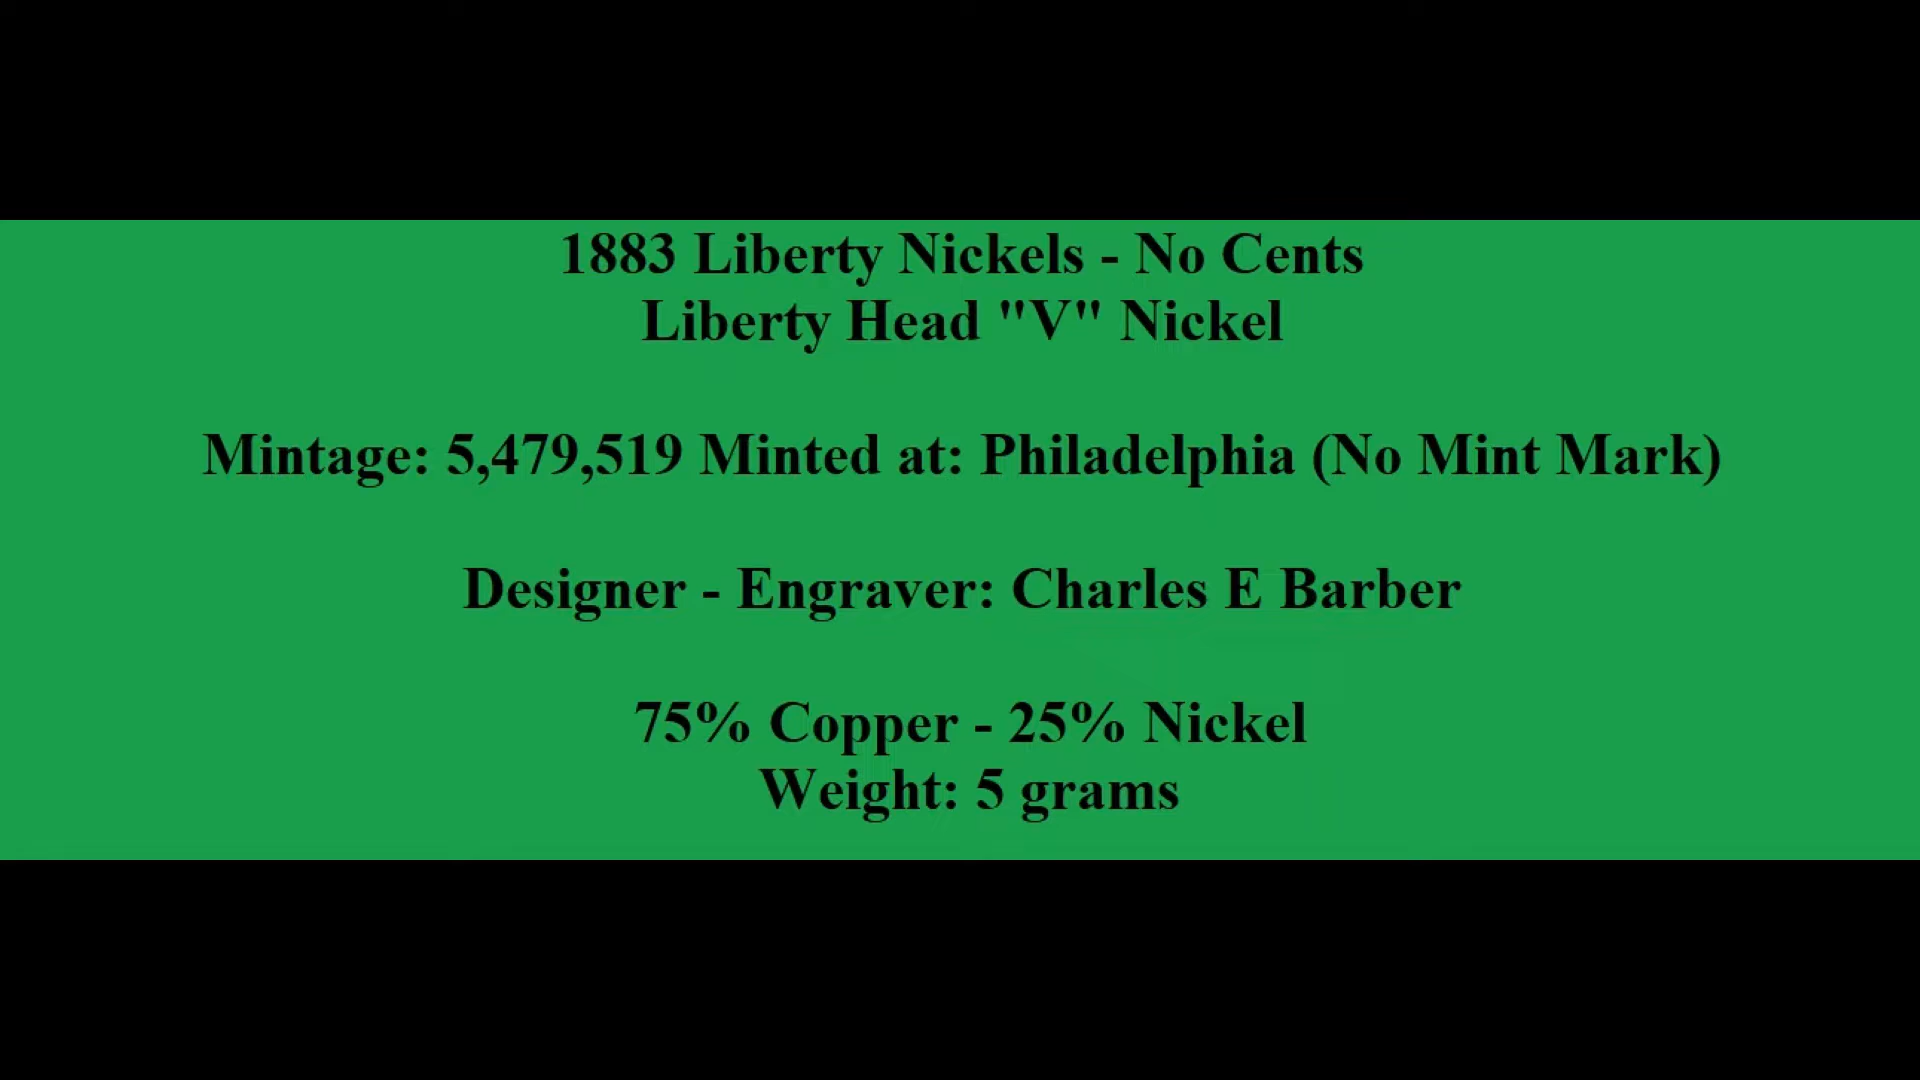 1883 Liberty Nickels - No Cents
Liberty Head "V" Nickel
Mintage: 5,479,519 Minted at: Philadelphia (No Mint Mark)
Designer - Engraver: Charles E Barber
75% Copper - 25% Nickel
Weight: 5 grams